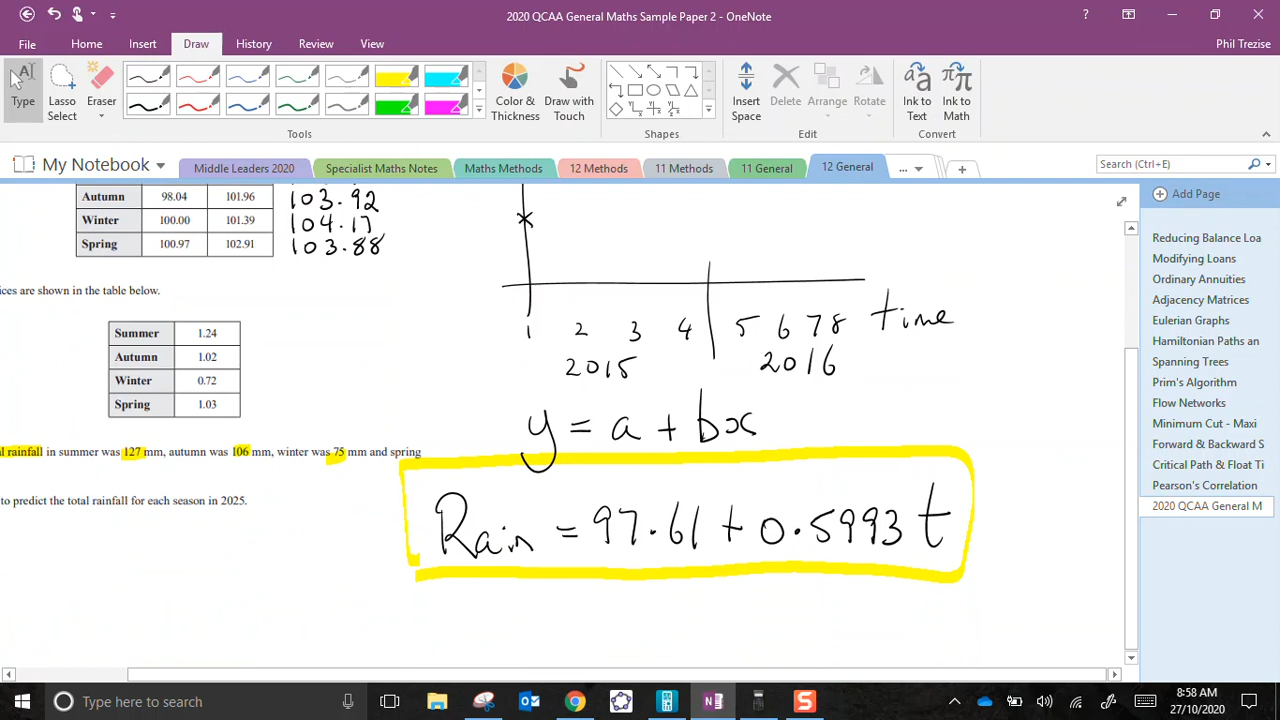 2020 QCAA General Maths Sample Paper 2 - OneNote
File Home Insert Draw History Review View Phil Trezise
Type
Lasso Select
Eraser
Color & Thickness
Draw with Touch
Insert Space
Delete
Arrange
Rotate
Ink to Text
Ink to Math
Tools Shapes Edit Convert
My Notebook Middle Leaders 2020 Specialist Maths Notes Maths Methods 12 Methods 11 Methods 11 General 12 General ... Search (Ctrl+E)
Add Page
Reducing Balance Loa
Modifying Loans
Ordinary Annuities
Adjacency Matrices
Eulerian Graphs
Hamiltonian Paths an
Spanning Trees
Prim's Algorithm
Flow Networks
Minimum Cut - Maxi
Forward & Backward S
Critical Path & Float Ti
Pearson's Correlation
2020 QCAA General M
Autumn 98.04 101.96 103.92
Winter 100.00 101.39 104.17
Spring 100.97 102.91 103.88
ices are shown in the table below.
Summer 1.24
Autumn 1.02
Winter 0.72
Spring 1.03
1 2 3 4 5 6 7 8 time
2015 2016
y = a + bx
al rainfall in summer was 127 mm, autumn was 106 mm, winter was 75 mm and spring
to predict the total rainfall for each season in 2025.
Rain = 97.61 + 0.5993 t
Type here to search
8:58 AM
27/10/2020